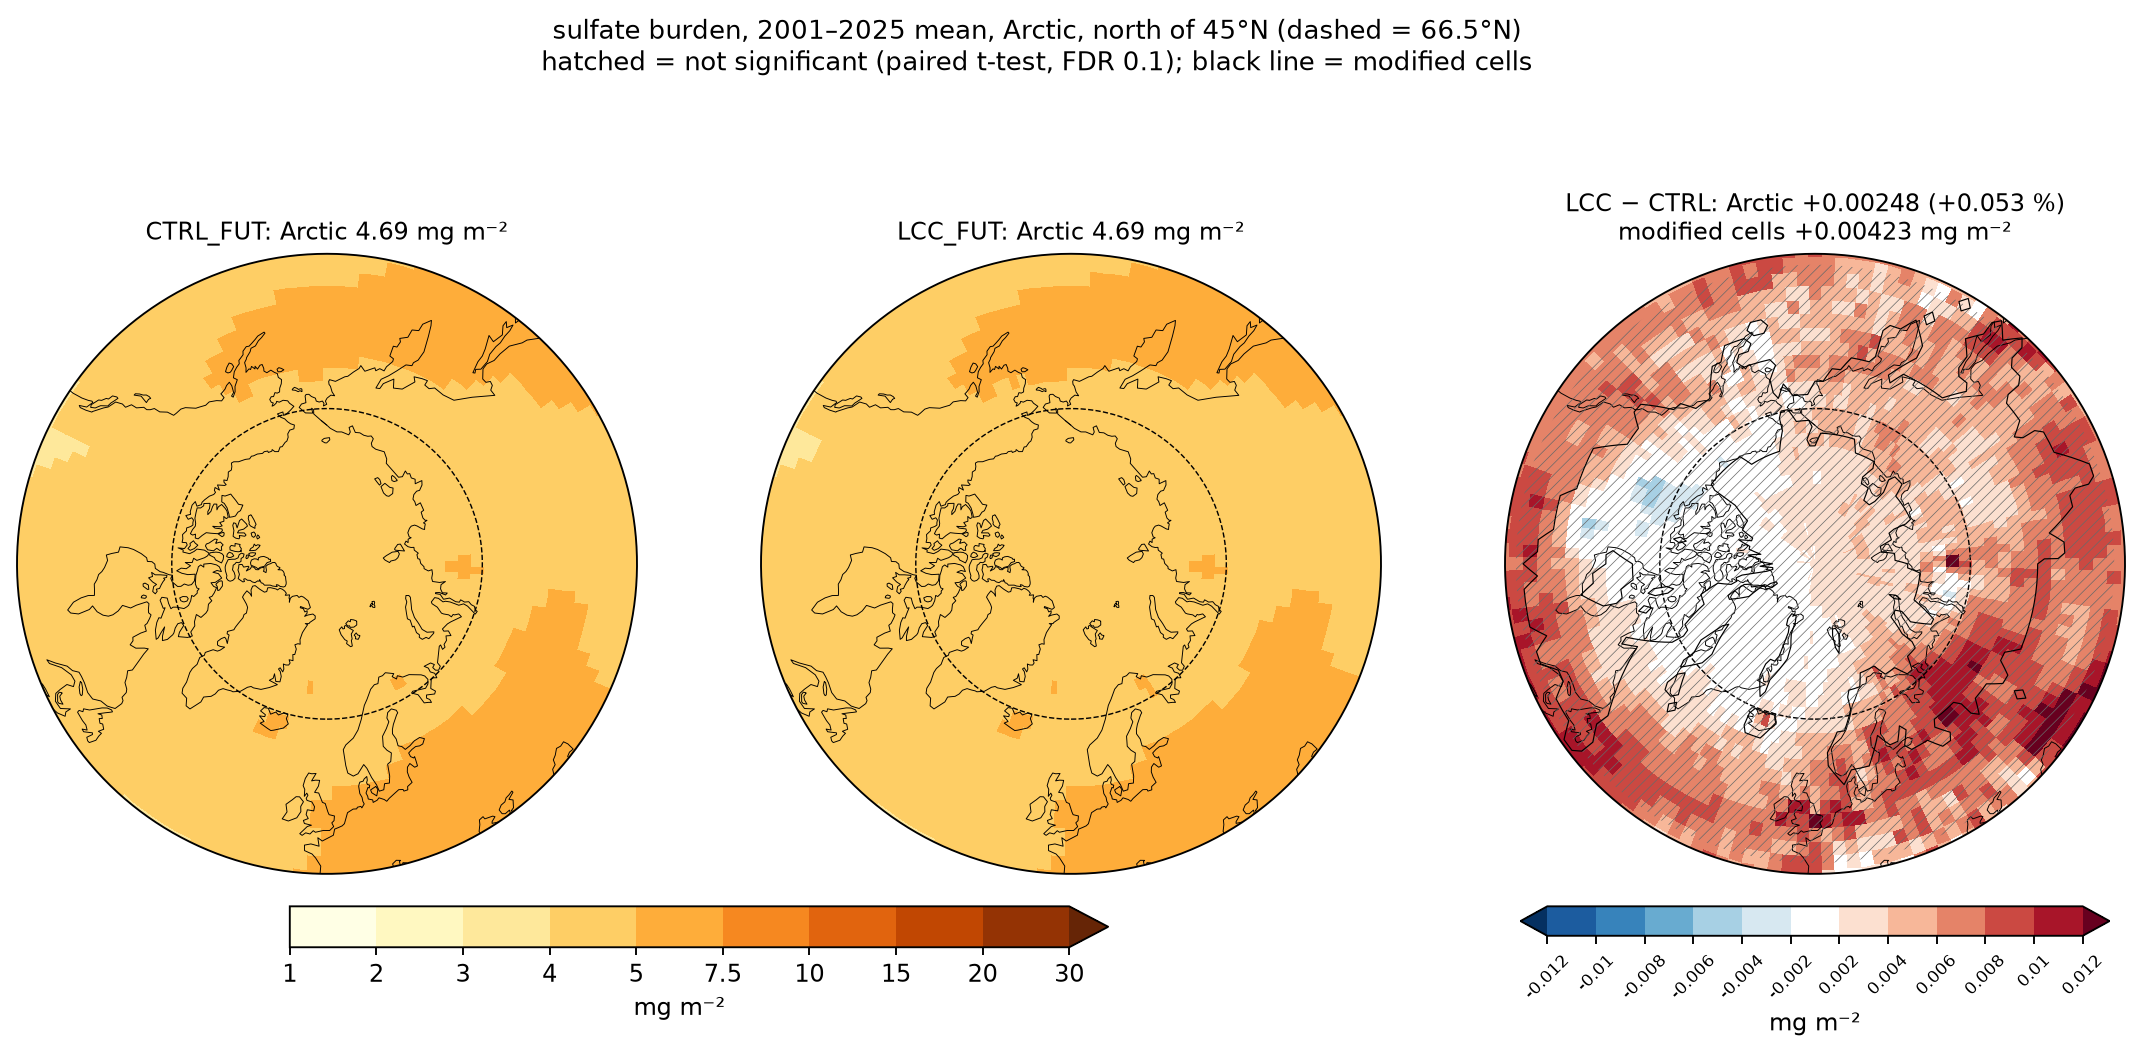 sulfate burden, 2001–2025 mean, Arctic, north of 45°N (dashed = 66.5°N)
hatched = not significant (paired t-test, FDR 0.1); black line = modified cells
CTRL_FUT: Arctic 4.69 mg m⁻²
LCC_FUT: Arctic 4.69 mg m⁻²
LCC − CTRL: Arctic +0.00248 (+0.053 %)
modified cells +0.00423 mg m⁻²
1 2 3 4 5 7.5 10 15 20 30
mg m⁻²
-0.012 -0.01 -0.008 -0.006 -0.004 -0.002 0.002 0.004 0.006 0.008 0.01 0.012
mg m⁻²